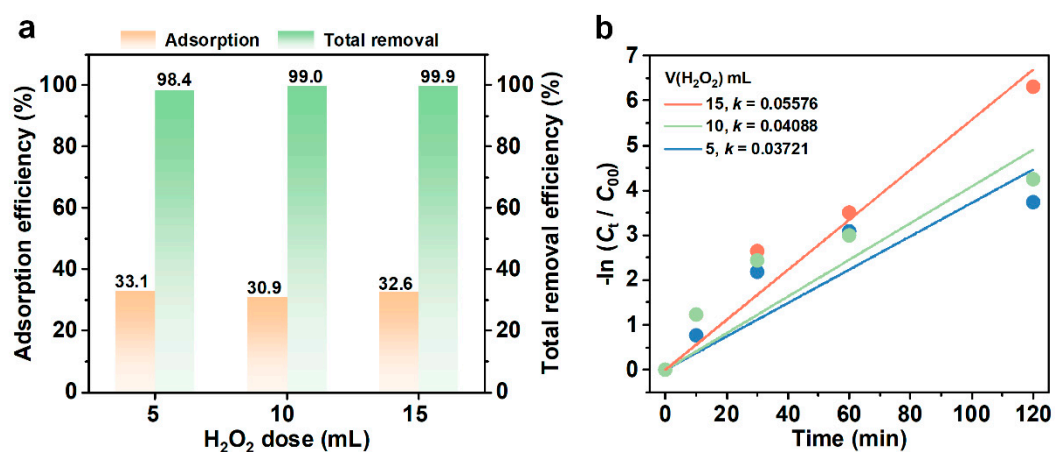 a
Adsorption
Total removal
Adsorption efficiency (%)
100
80
60
40
20
0
98.4
99.0
99.9
33.1
30.9
32.6
5
10
15
H₂O₂ dose (mL)
100
80
60
40
20
0
Total removal efficiency (%)
b
-ln (Cₜ / C₀₀)
7
6
5
4
3
2
1
0
V(H₂O₂) mL
15, k = 0.05576
10, k = 0.04088
5, k = 0.03721
0
20
40
60
80
100
120
Time (min)